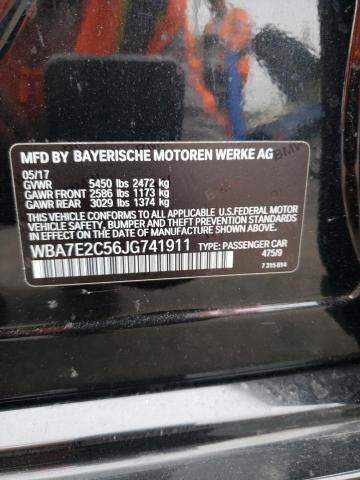 MFD BY BAYERISCHE MOTOREN WERKE AG
05/17
GVWR 5450 lbs 2472 kg
GAWR FRONT 2586 lbs 1173 kg
GAWR REAR 3029 lbs 1374 kg
THIS VEHICLE CONFORMS TO ALL APPLICABLE
U.S. FEDERAL MOTOR VEHICLE SAFETY, BUMPER
AND THEFT PREVENTION STANDARDS IN EFFECT
ON THE DATE OF MANUFACTURE SHOWN ABOVE.
WBA7E2C56JG741911 TYPE: PASSENGER CAR
475/9
7 315 814
BMW